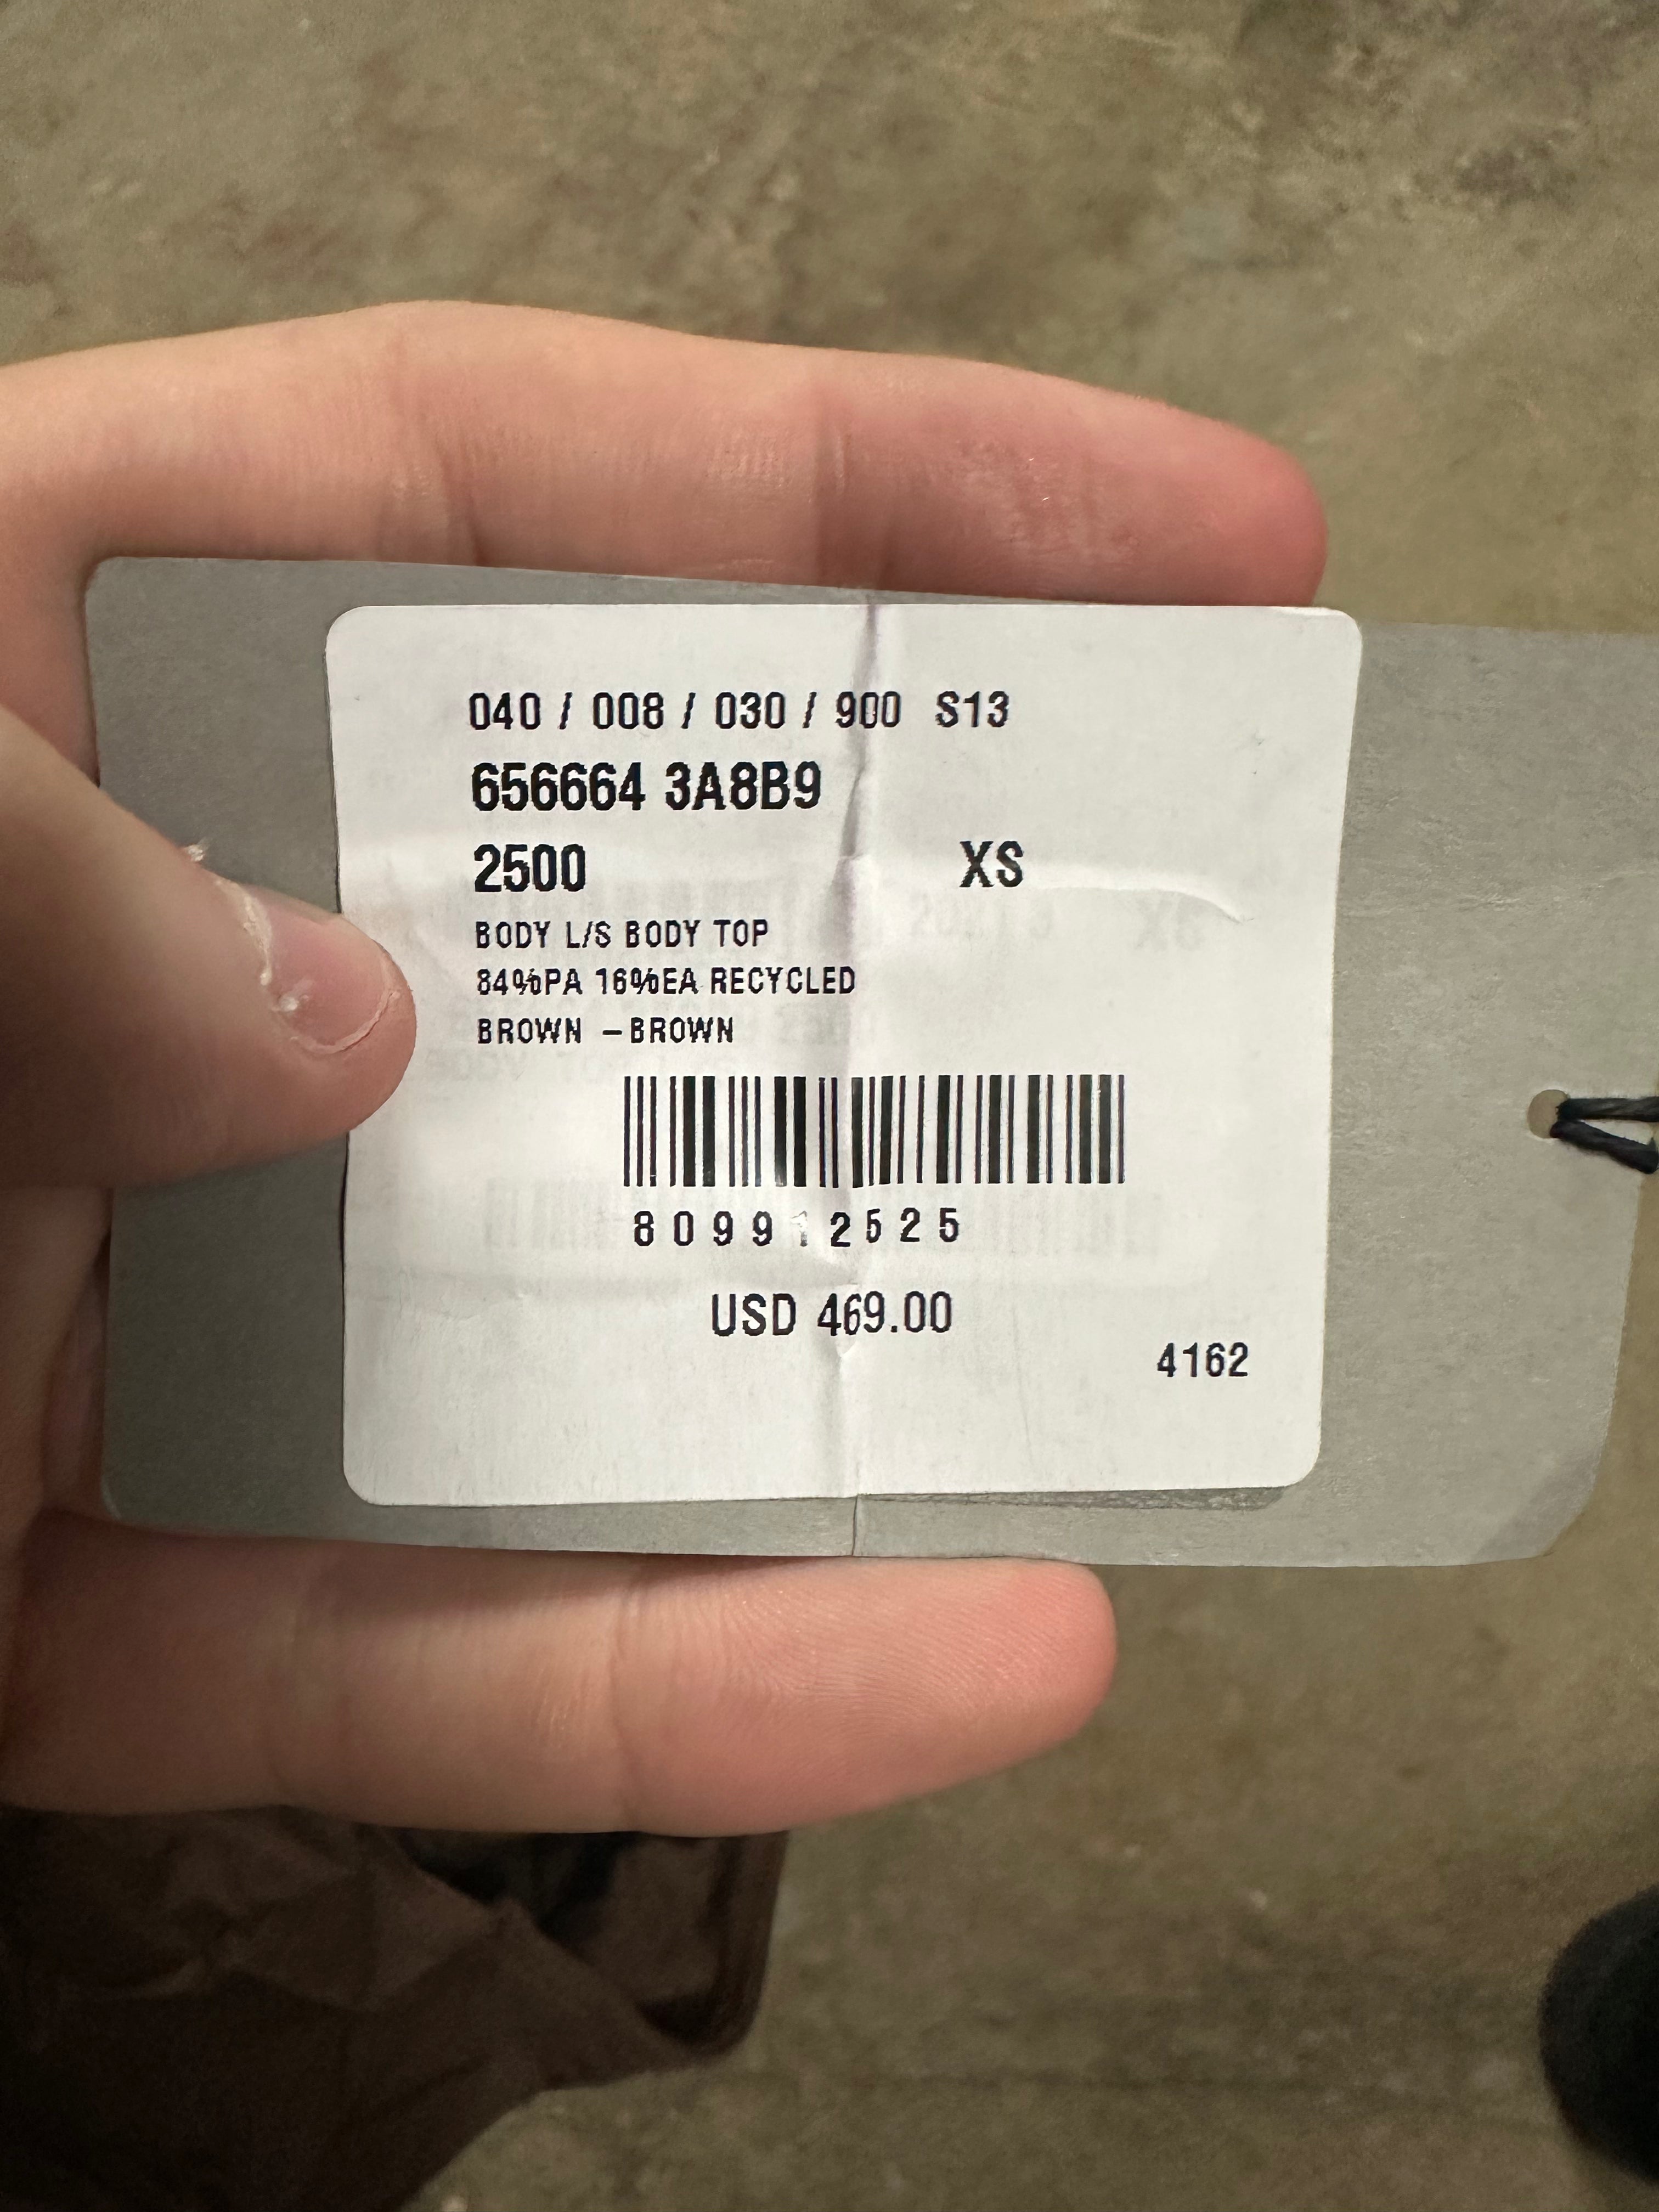 040 / 008 / 030 / 900 S13
656664 3A8B9
2500 XS
BODY L/S BODY TOP
84%PA 16%EA RECYCLED
BROWN –BROWN
809912525
USD 469.00
4162